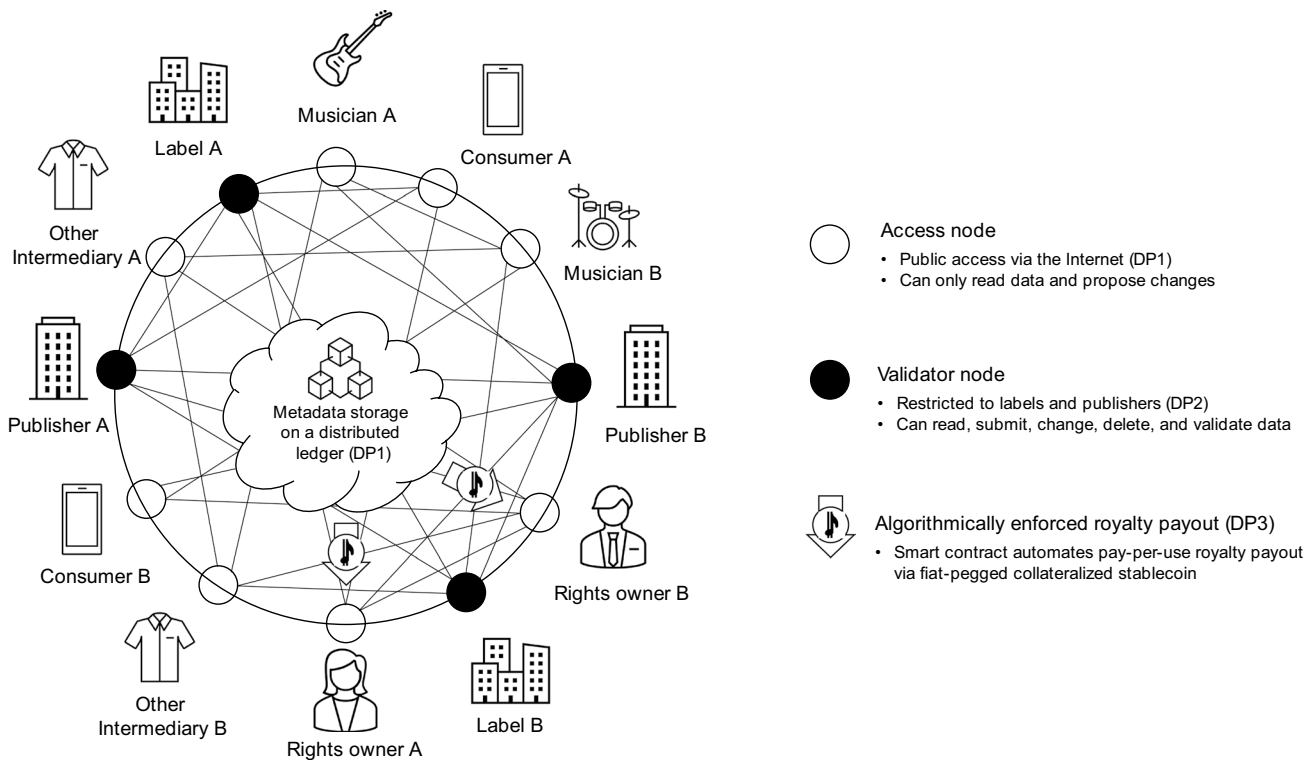 Musician A
Label A
Consumer A
Other
Intermediary A
Musician B
Publisher A
Metadata storage
on a distributed
ledger (DP1)
Publisher B
Consumer B
Rights owner B
Other
Intermediary B
Rights owner A
Label B
Access node
• Public access via the Internet (DP1)
• Can only read data and propose changes
Validator node
• Restricted to labels and publishers (DP2)
• Can read, submit, change, delete, and validate data
Algorithmically enforced royalty payout (DP3)
• Smart contract automates pay-per-use royalty payout
via fiat-pegged collateralized stablecoin